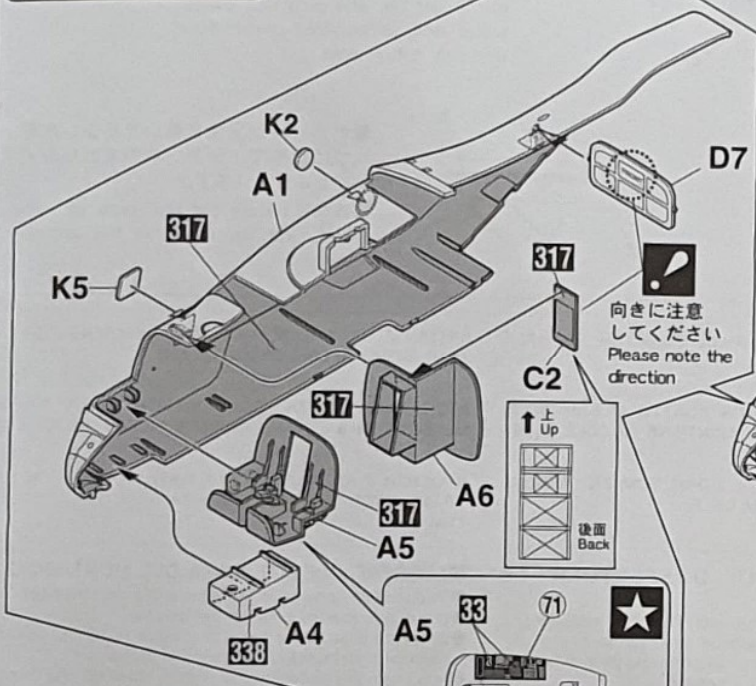 K2
A1
D7
317
K5
317
向きに注意
してください
Please note the
direction
C2
317
上
Up
A6
317
A5
後面
Back
A4
338
A5
33
71